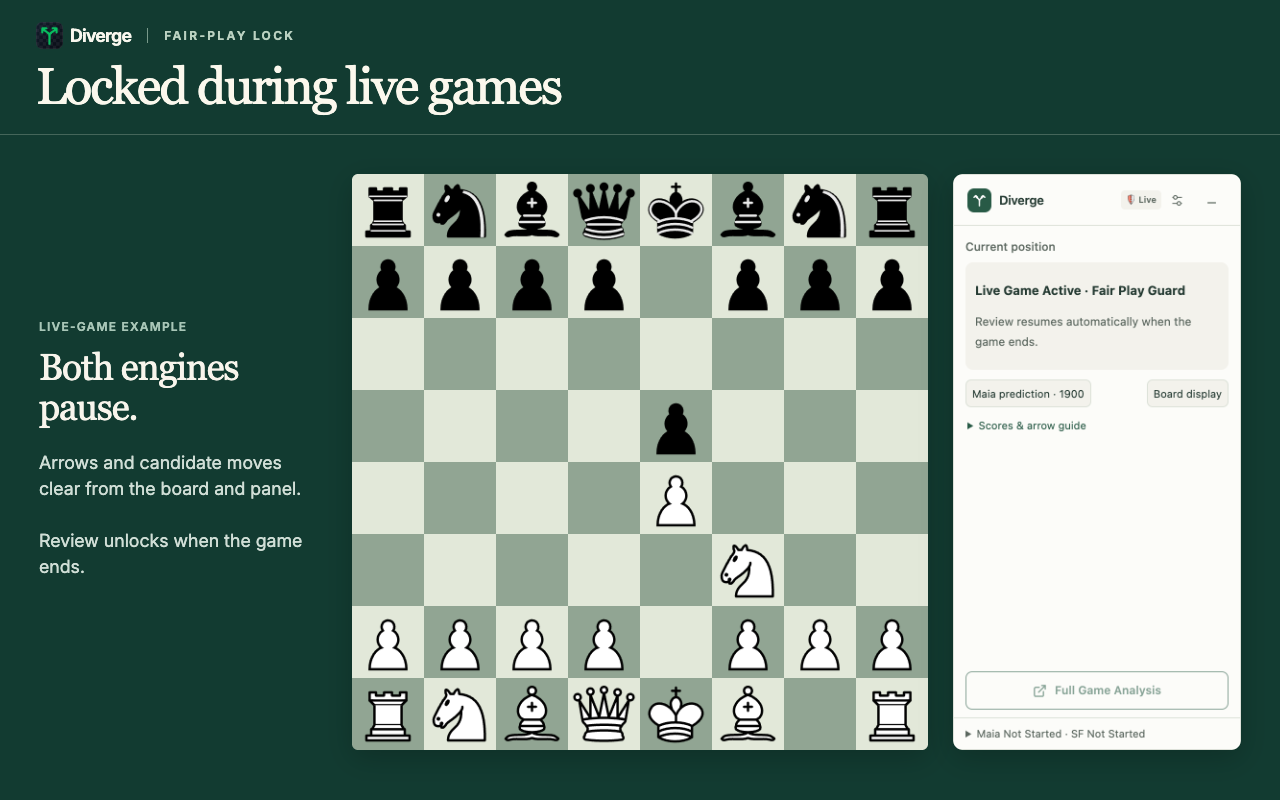 Diverge
FAIR-PLAY LOCK
Locked during live games
LIVE-GAME EXAMPLE
Both engines
pause.
Arrows and candidate moves
clear from the board and panel.
Review unlocks when the game
ends.
Diverge
Live
Current position
Live Game Active · Fair Play Guard
Review resumes automatically when the
game ends.
Maia prediction · 1900
Board display
Scores & arrow guide
Full Game Analysis
Maia Not Started · SF Not Started